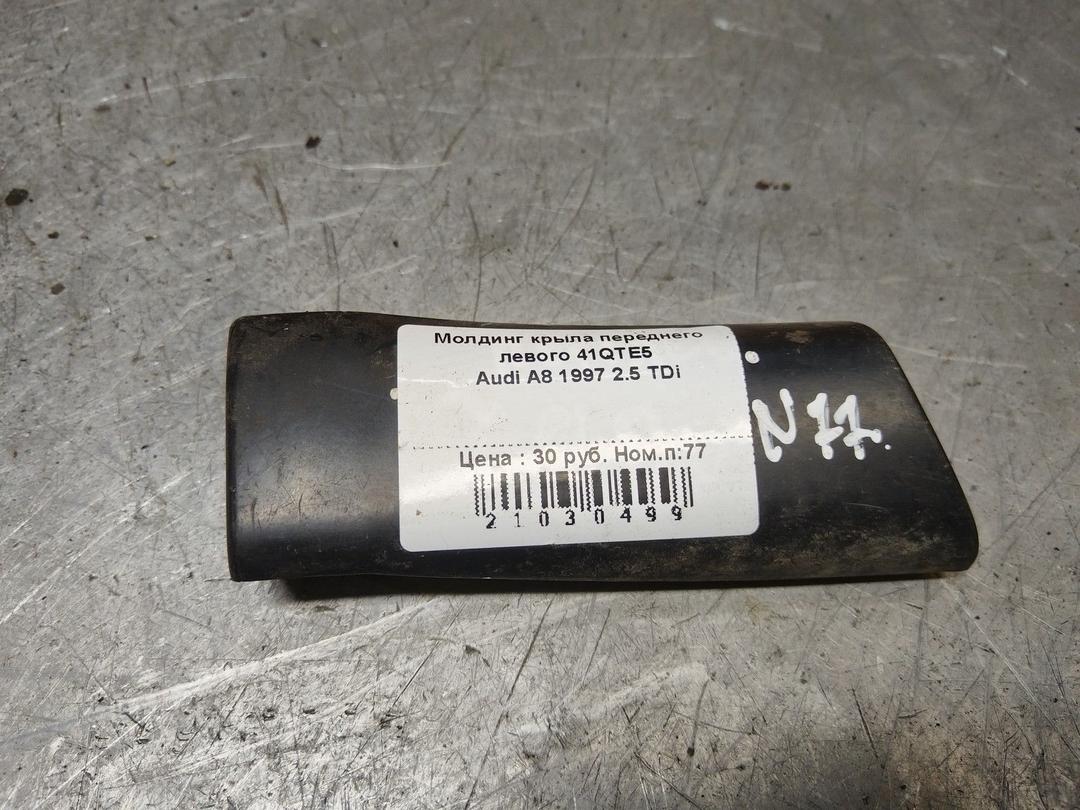 Молдинг крыла переднего
левого 41QTE5
Audi A8 1997 2.5 TDi
Цена : 30 руб. Ном.п:77
21030499
N 77.